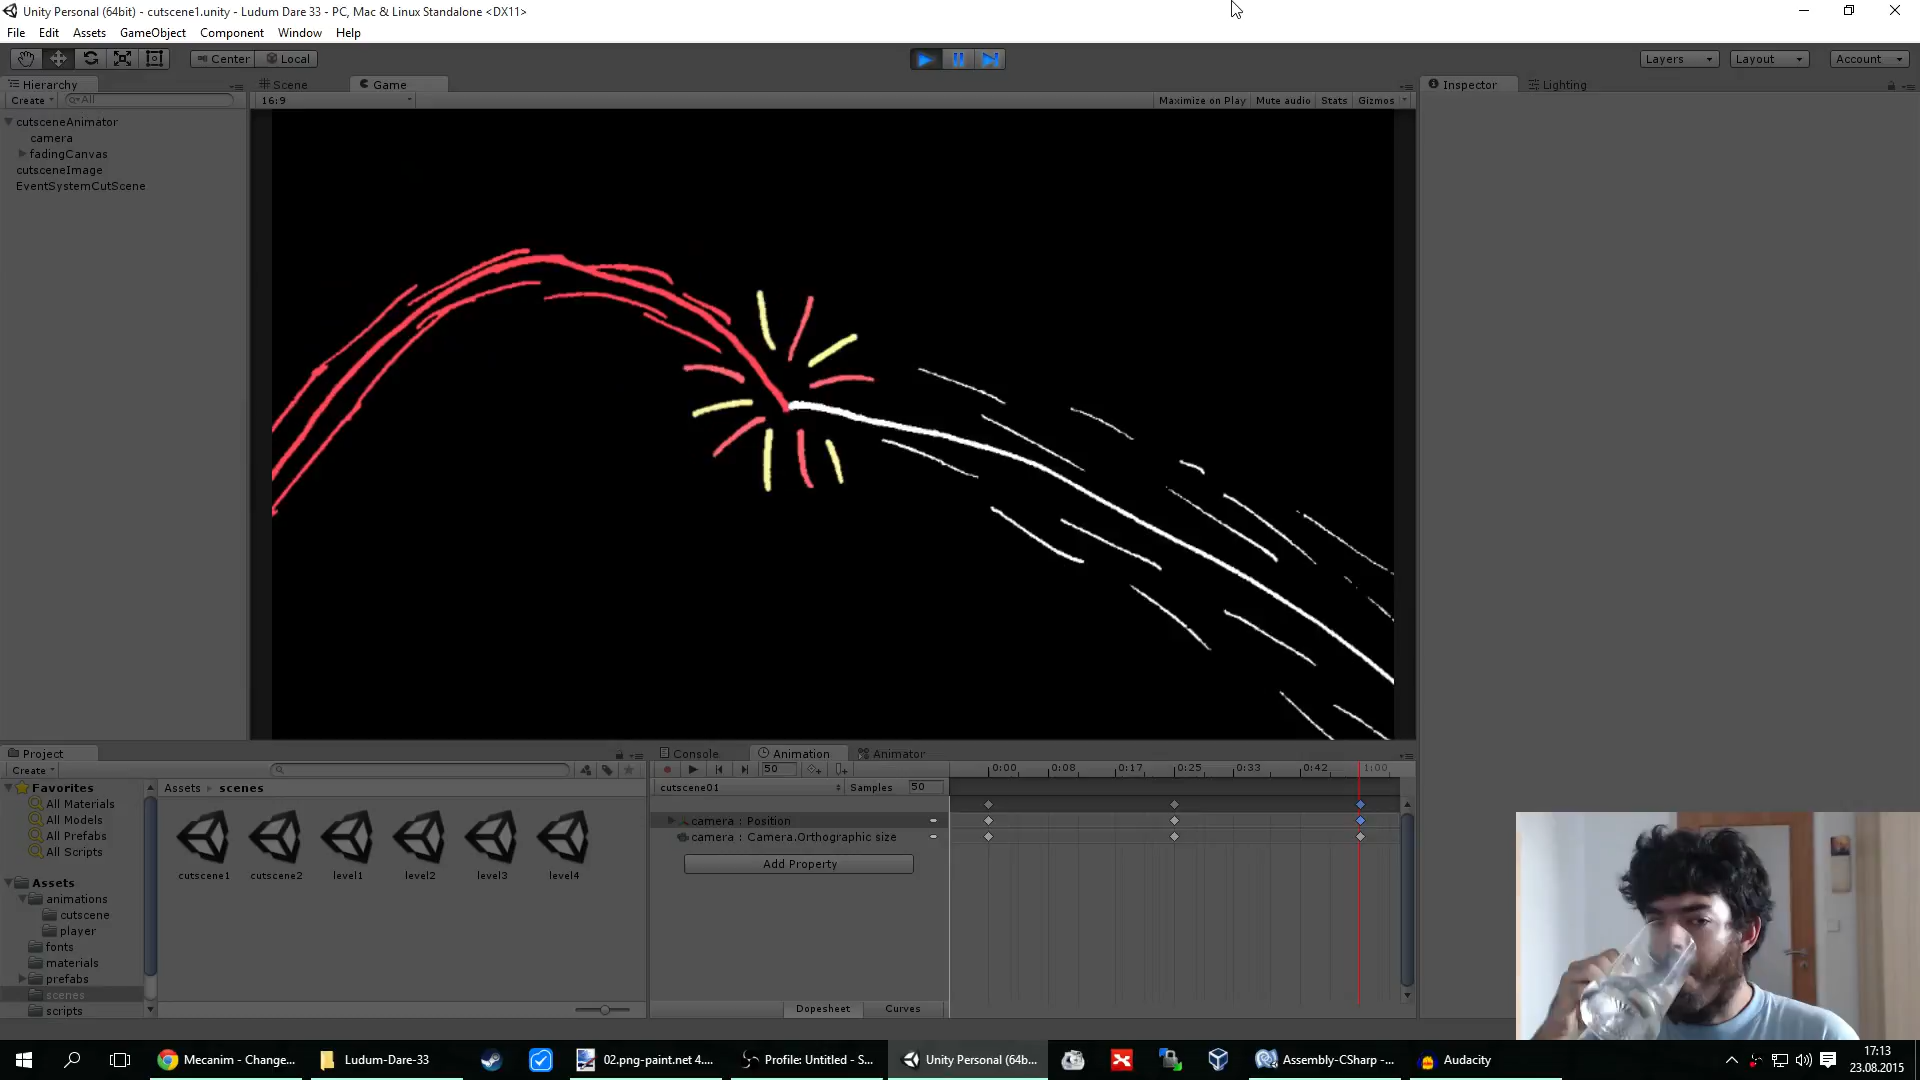 Unity Personal (64bit) - cutscene1.unity - Ludum Dare 33 - PC, Mac & Linux Standalone <DX11>
File Edit Assets GameObject Component Window Help
Center Local Layers Layout Account
Hierarchy Scene Game Inspector Lighting
Create All 16:9 Maximize on Play Mute audio Stats Gizmos
cutsceneAnimator
camera
fadingCanvas
cutsceneImage
EventSystemCutScene
Project Console Animation Animator
Create 50 0:00 0:08 0:17 0:25 0:33 0:42 1:00
Favorites Assets scenes cutscene01 Samples 50
All Materials
All Models
All Prefabs
All Scripts
camera : Position
camera : Camera.Orthographic size
Add Property
cutscene1 cutscene2 level1 level2 level3 level4
Assets
animations
cutscene
player
fonts
materials
prefabs
scenes
scripts
Dopesheet Curves
Mecanim - Change... Ludum-Dare-33 02.png-paint.net 4.... Profile: Untitled - S... Unity Personal (64b... Assembly-CSharp -... Audacity
17:13
23.08.2015